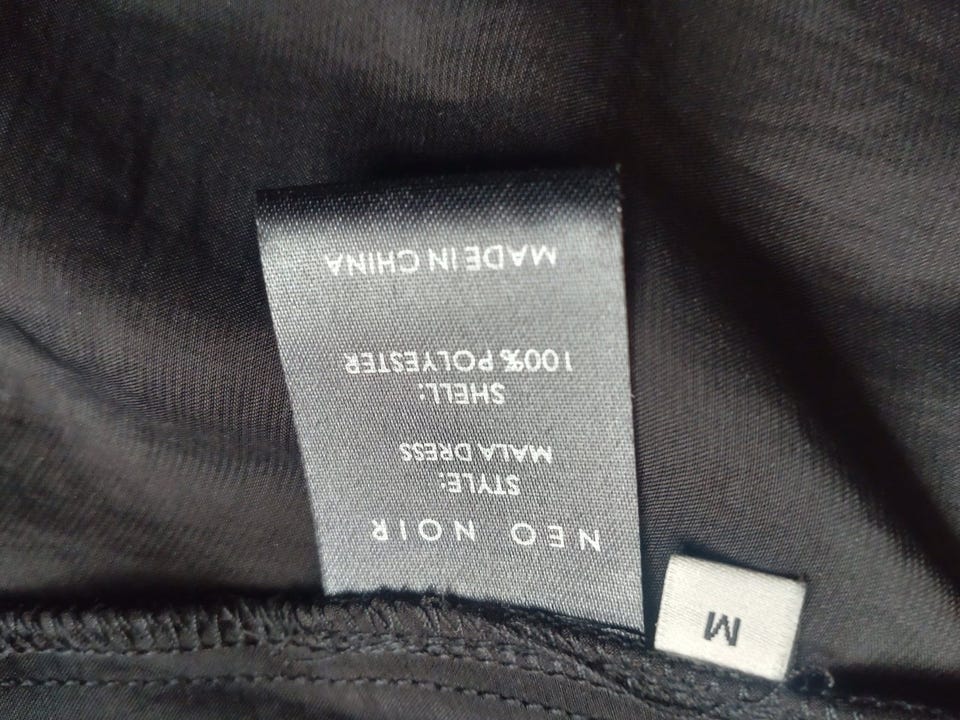 NEO NOIR
STYLE:
MALA DRESS
SHELL:
100% POLYESTER
MADE IN CHINA
M